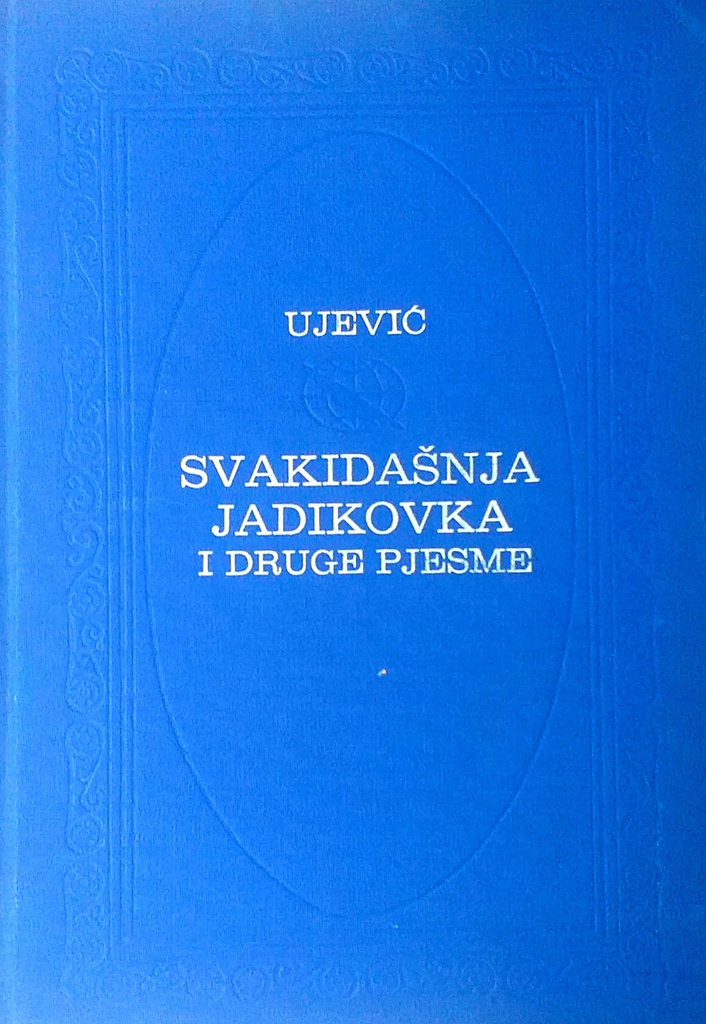 UJEVIĆ
SVAKIDAŠNJA
JADIKOVKA
I DRUGE PJESME